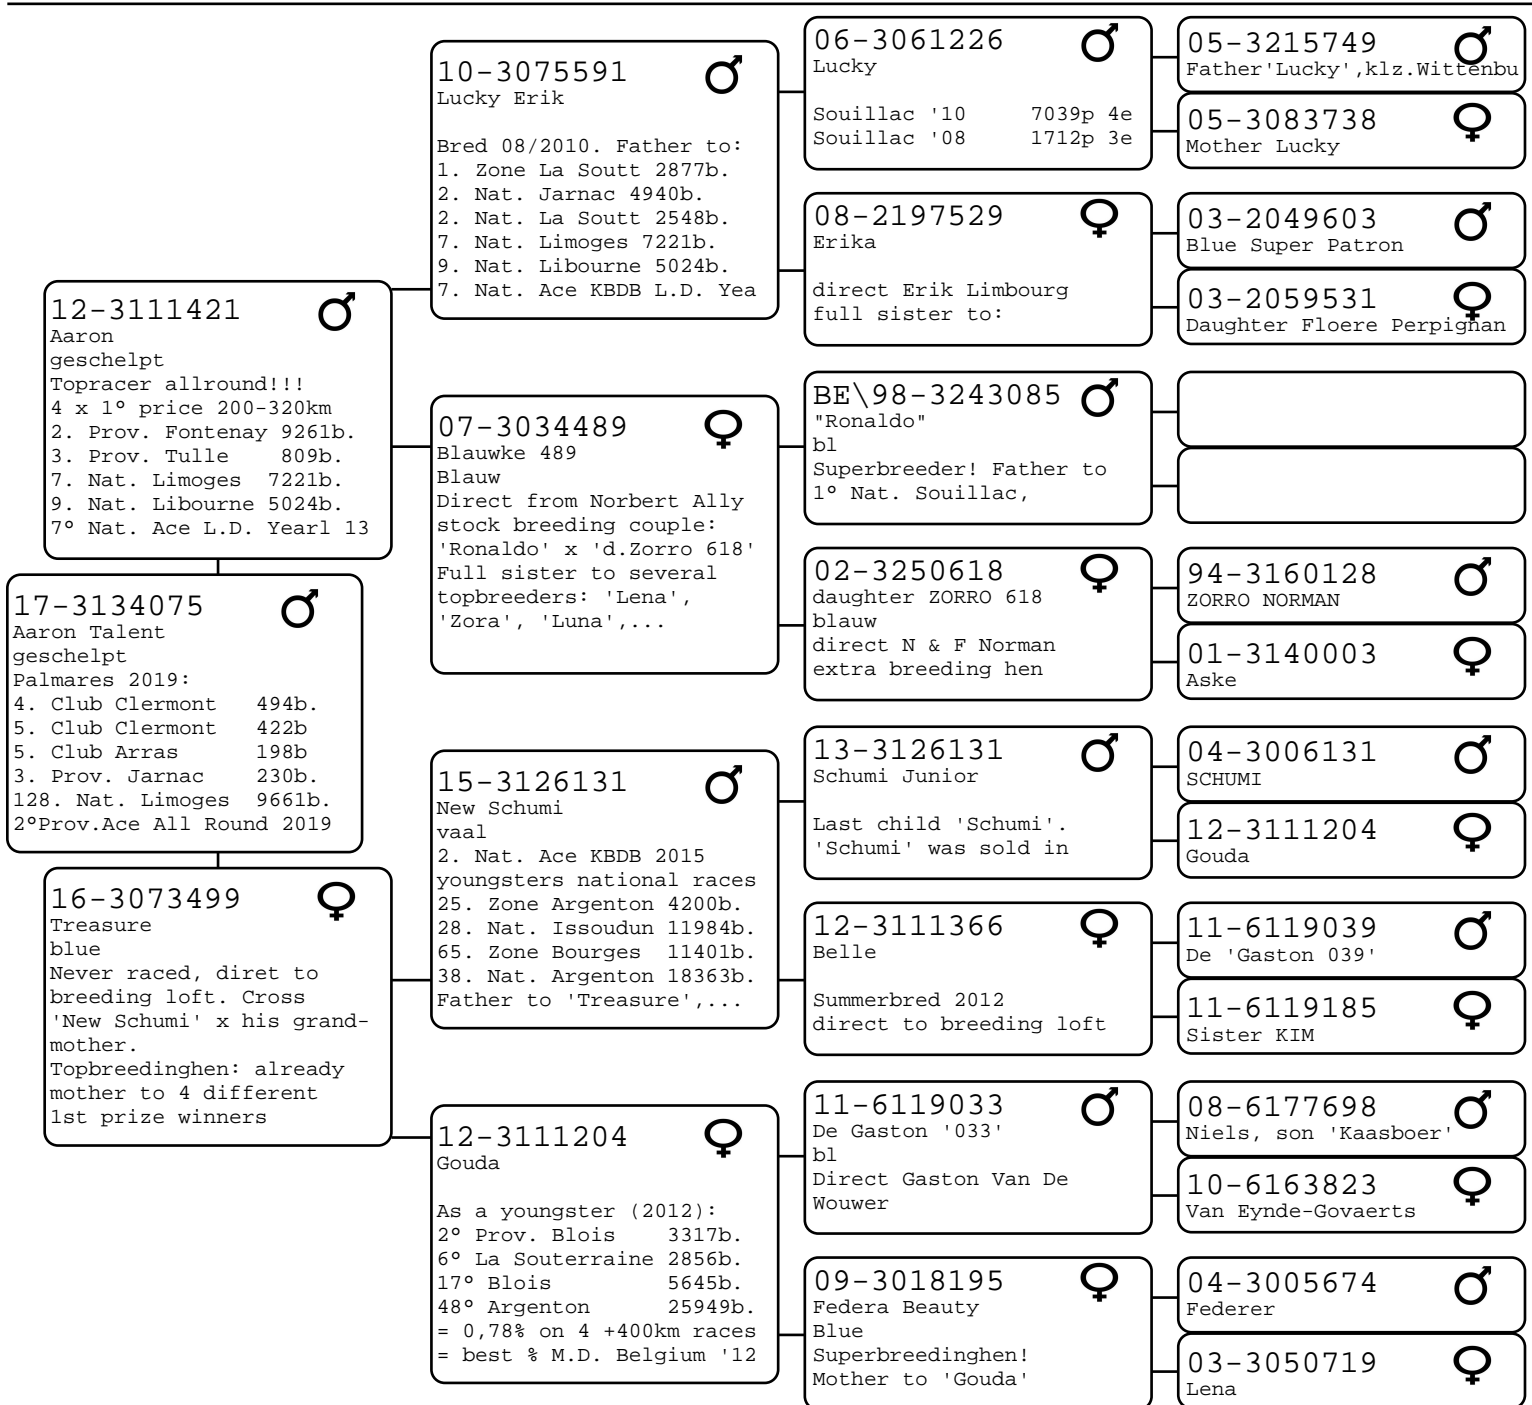 17-3134075
Aaron Talent
geschelpt
Palmares 2019:
4. Club Clermont 494b.
5. Club Clermont 422b
5. Club Arras 198b
3. Prov. Jarnac 230b.
128. Nat. Limoges 9661b.
2ºProv.Ace All Round 2019
12-3111421
Aaron
geschelpt
Topracer allround!!!
4 x 1º price 200-320km
2. Prov. Fontenay 9261b.
3. Prov. Tulle 809b.
7. Nat. Limoges 7221b.
9. Nat. Libourne 5024b.
7º Nat. Ace L.D. Yearl 13
16-3073499
Treasure
blue
Never raced, diret to
breeding loft. Cross
'New Schumi' x his grand-
mother.
Topbreedinghen: already
mother to 4 different
1st prize winners
10-3075591
Lucky Erik
Bred 08/2010. Father to:
1. Zone La Soutt 2877b.
2. Nat. Jarnac 4940b.
2. Nat. La Soutt 2548b.
7. Nat. Limoges 7221b.
9. Nat. Libourne 5024b.
7. Nat. Ace KBDB L.D. Yea
07-3034489
Blauwke 489
Blauw
Direct from Norbert Ally
stock breeding couple:
'Ronaldo' x 'd.Zorro 618'
Full sister to several
topbreeders: 'Lena',
'Zora', 'Luna',...
15-3126131
New Schumi
vaal
2. Nat. Ace KBDB 2015
youngsters national races
25. Zone Argenton 4200b.
28. Nat. Issoudun 11984b.
65. Zone Bourges 11401b.
38. Nat. Argenton 18363b.
Father to 'Treasure',...
12-3111204
Gouda
As a youngster (2012):
2º Prov. Blois 3317b.
6º La Souterraine 2856b.
17º Blois 5645b.
48º Argenton 25949b.
= 0,78% on 4 +400km races
= best % M.D. Belgium '12
06-3061226
Lucky
Souillac '10 7039p 4e
Souillac '08 1712p 3e
08-2197529
Erika
direct Erik Limbourg
full sister to:
BE\98-3243085
"Ronaldo"
bl
Superbreeder! Father to
1º Nat. Souillac,
02-3250618
daughter ZORRO 618
blauw
direct N & F Norman
extra breeding hen
13-3126131
Schumi Junior
Last child 'Schumi'.
'Schumi' was sold in
12-3111366
Belle
Summerbred 2012
direct to breeding loft
11-6119033
De Gaston '033'
bl
Direct Gaston Van De
Wouwer
09-3018195
Federa Beauty
Blue
Superbreedinghen!
Mother to 'Gouda'
05-3215749
Father'Lucky',klz.Wittenbu
05-3083738
Mother Lucky
03-2049603
Blue Super Patron
03-2059531
Daughter Floere Perpignan
94-3160128
ZORRO NORMAN
01-3140003
Aske
04-3006131
SCHUMI
12-3111204
Gouda
11-6119039
De 'Gaston 039'
11-6119185
Sister KIM
08-6177698
Niels, son 'Kaasboer'
10-6163823
Van Eynde-Govaerts
04-3005674
Federer
03-3050719
Lena